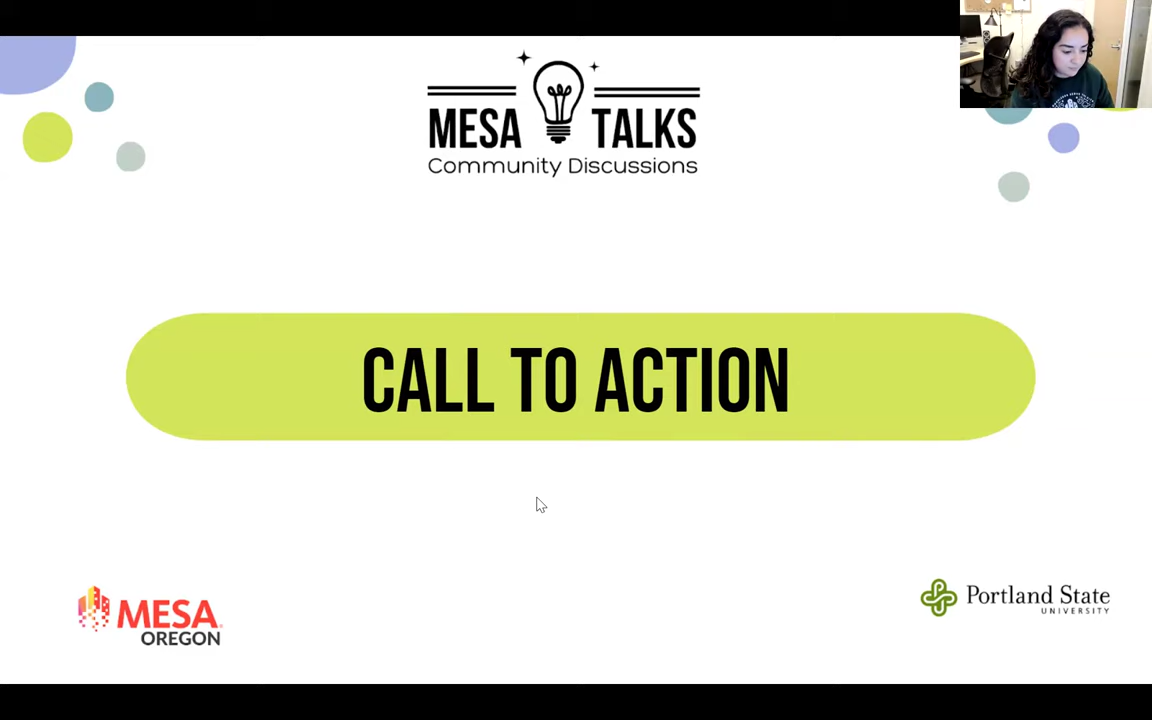 MESA TALKS
Community Discussions
CALL TO ACTION
MESA
OREGON
Portland State
UNIVERSITY